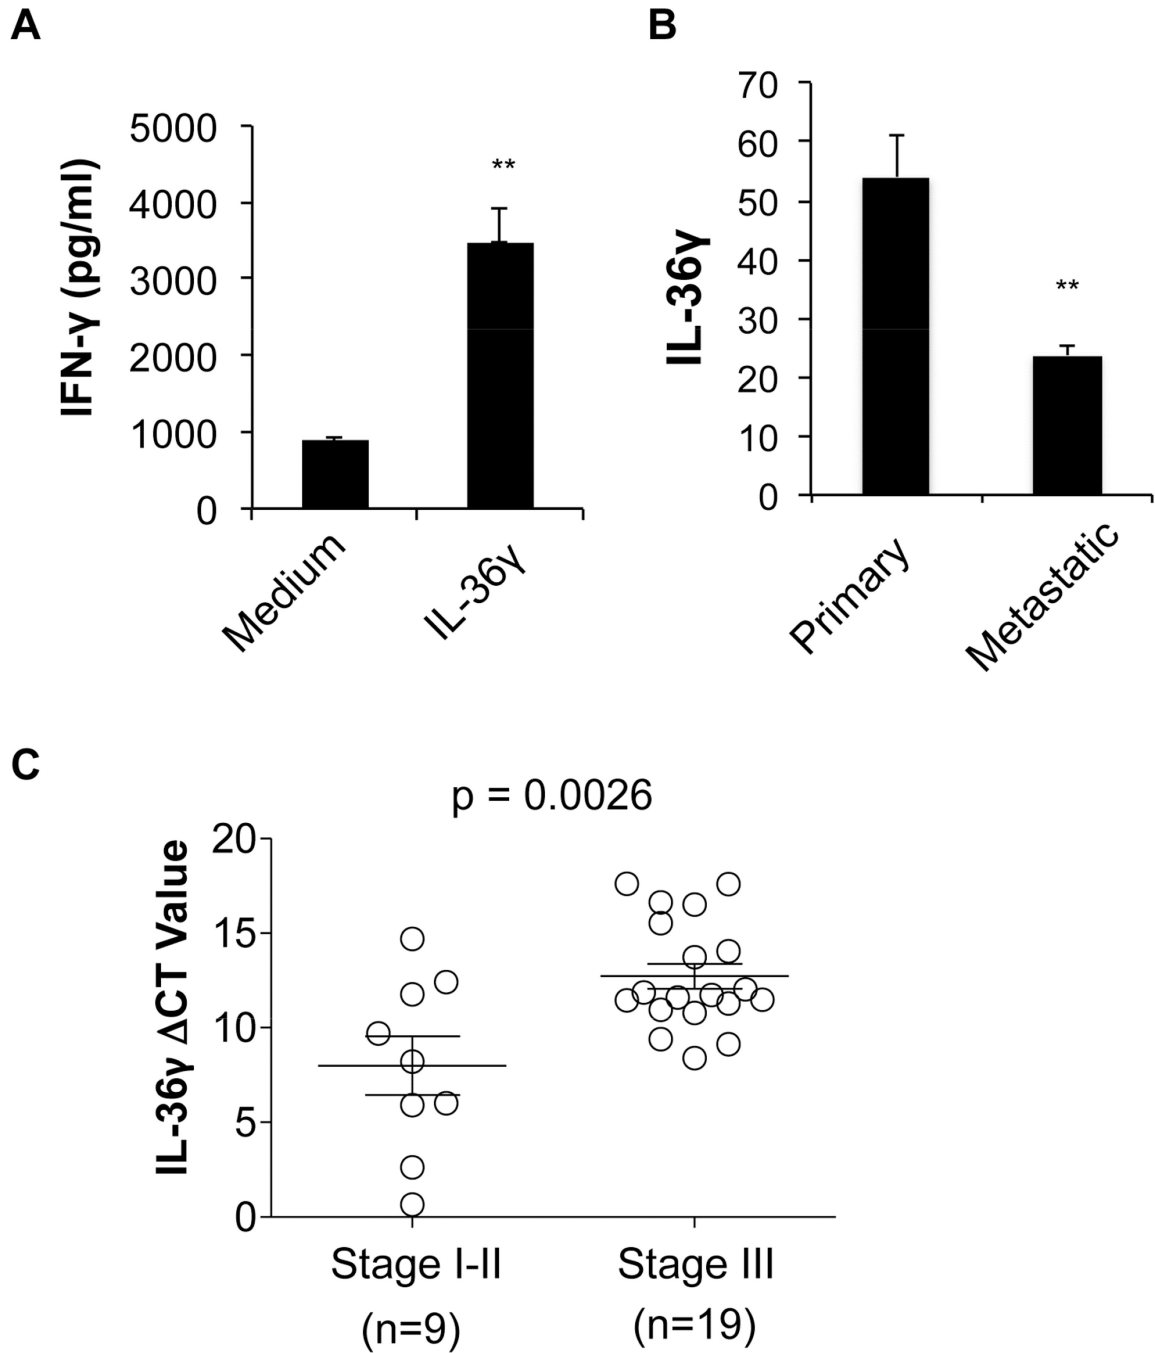 A
IFN-γ (pg/ml)
5000
4000
3000
2000
1000
0
**
Medium
IL-36γ
B
IL-36γ
70
60
50
40
30
20
10
0
**
Primary
Metastatic
C
p = 0.0026
IL-36γ ΔCT Value
20
15
10
5
0
Stage I-II
(n=9)
Stage III
(n=19)